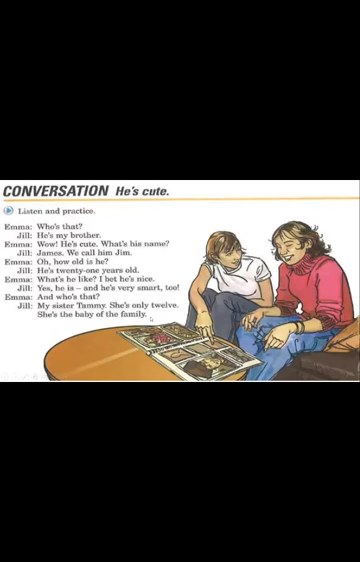 CONVERSATION He's cute.
Listen and practice.
Emma: Who's that?
Jill: He's my brother.
Emma: Wow! He's cute. What's his name?
Jill: James. We call him Jim.
Emma: Oh, how old is he?
Jill: He's twenty-one years old.
Emma: What's he like? I bet he's nice.
Jill: Yes, he is – and he's very smart, too!
Emma: And who's that?
Jill: My sister Tammy. She's only twelve.
She's the baby of the family.